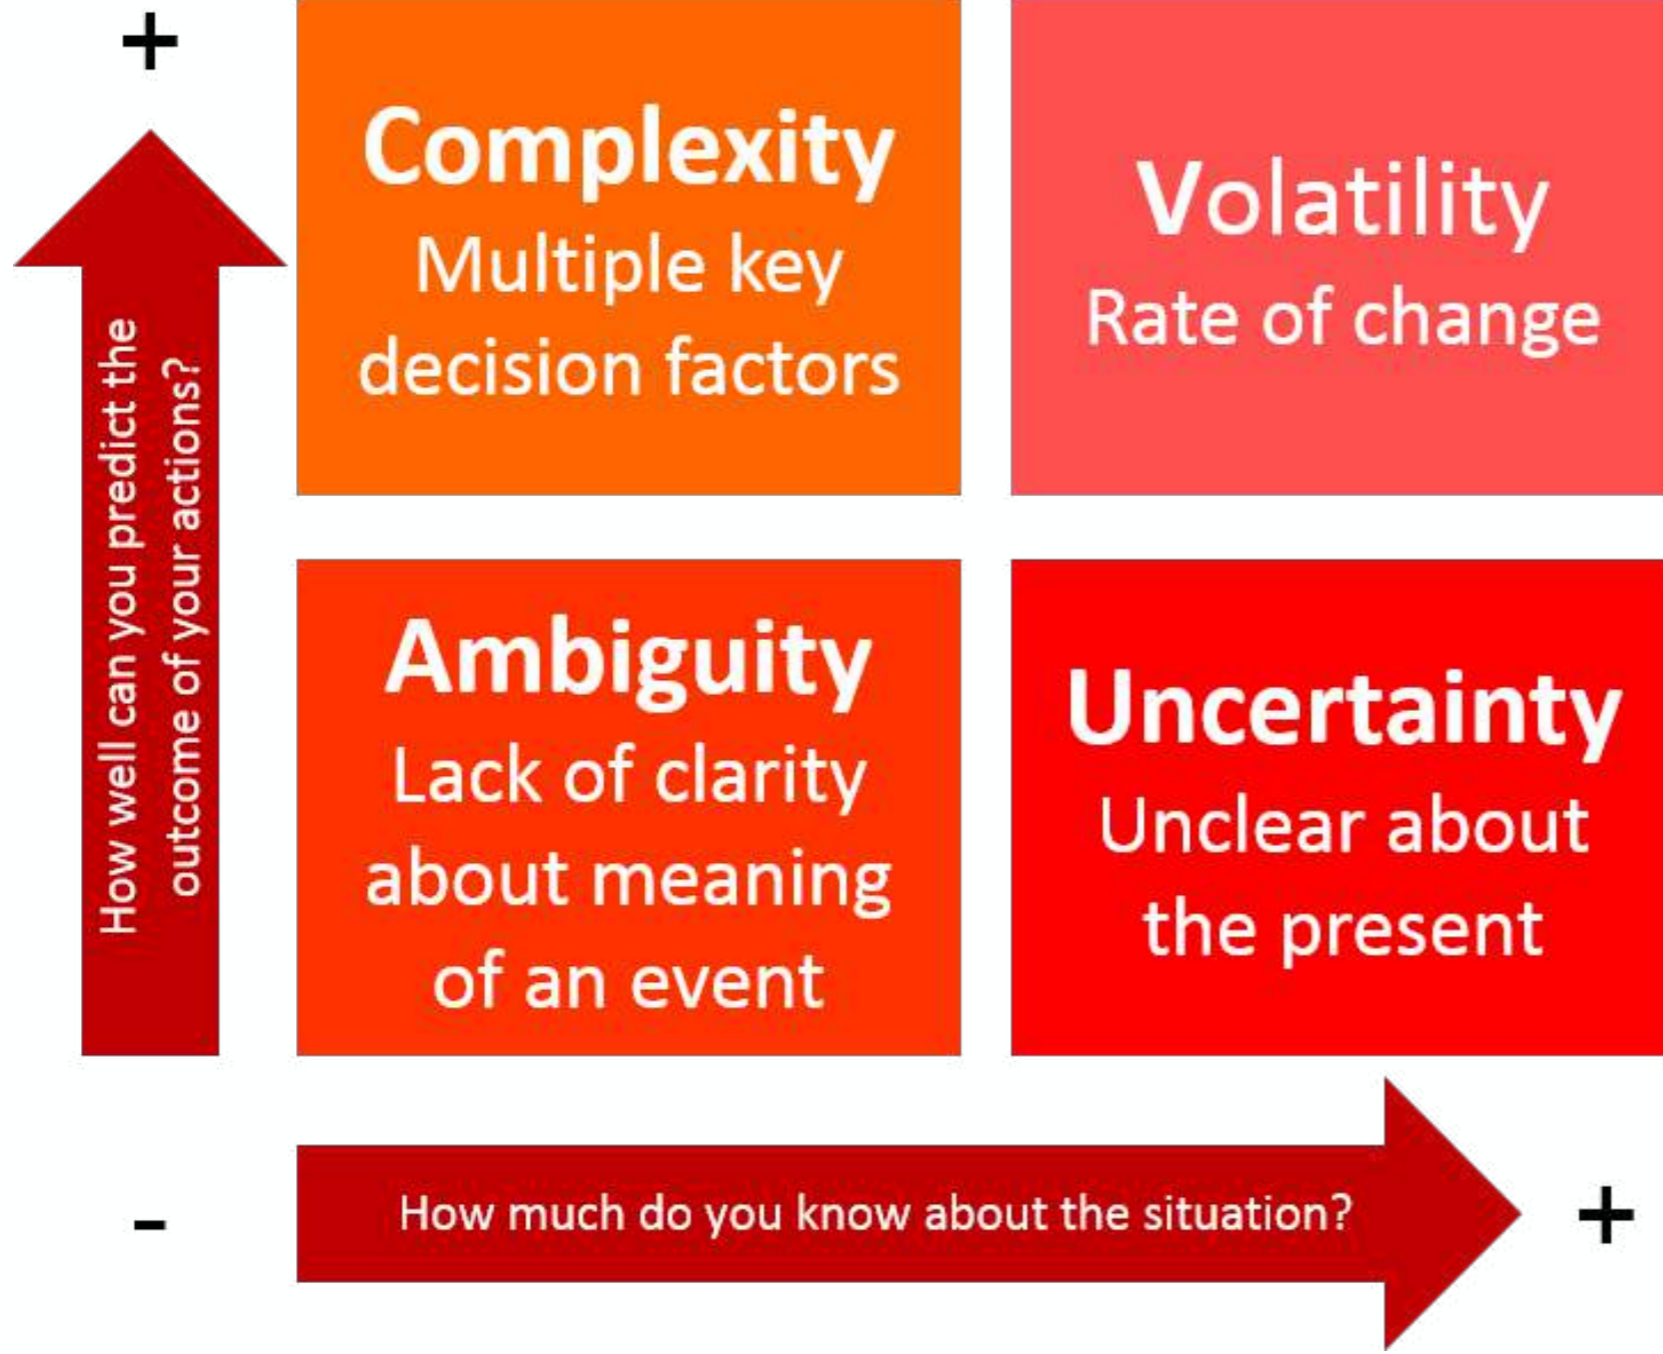 +
Complexity
Multiple key
decision factors
Volatility
Rate of change
How well can you predict the
outcome of your actions?
Ambiguity
Lack of clarity
about meaning
of an event
Uncertainty
Unclear about
the present
-
How much do you know about the situation?
+